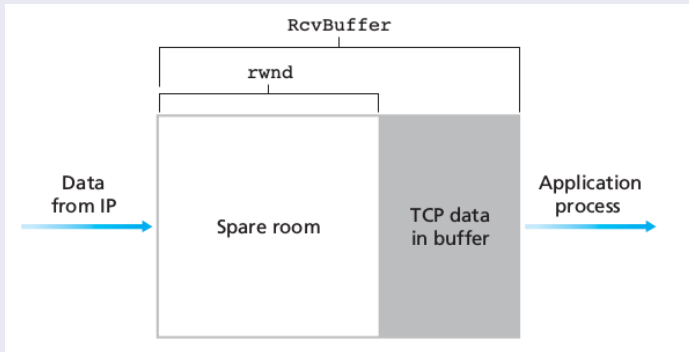 RcvBuffer
rwnd
Data
from IP
Spare room
TCP data
in buffer
Application
process